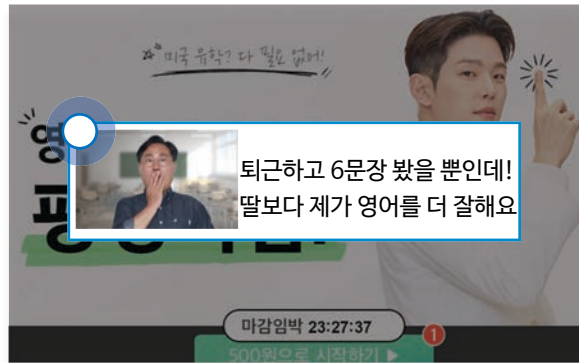 미국 유학? 다 필요 없어!
퇴근하고 6문장 봤을 뿐인데!
딸보다 제가 영어를 더 잘해요
마감임박 23:27:37
1
500원으로 시작하기 ▶